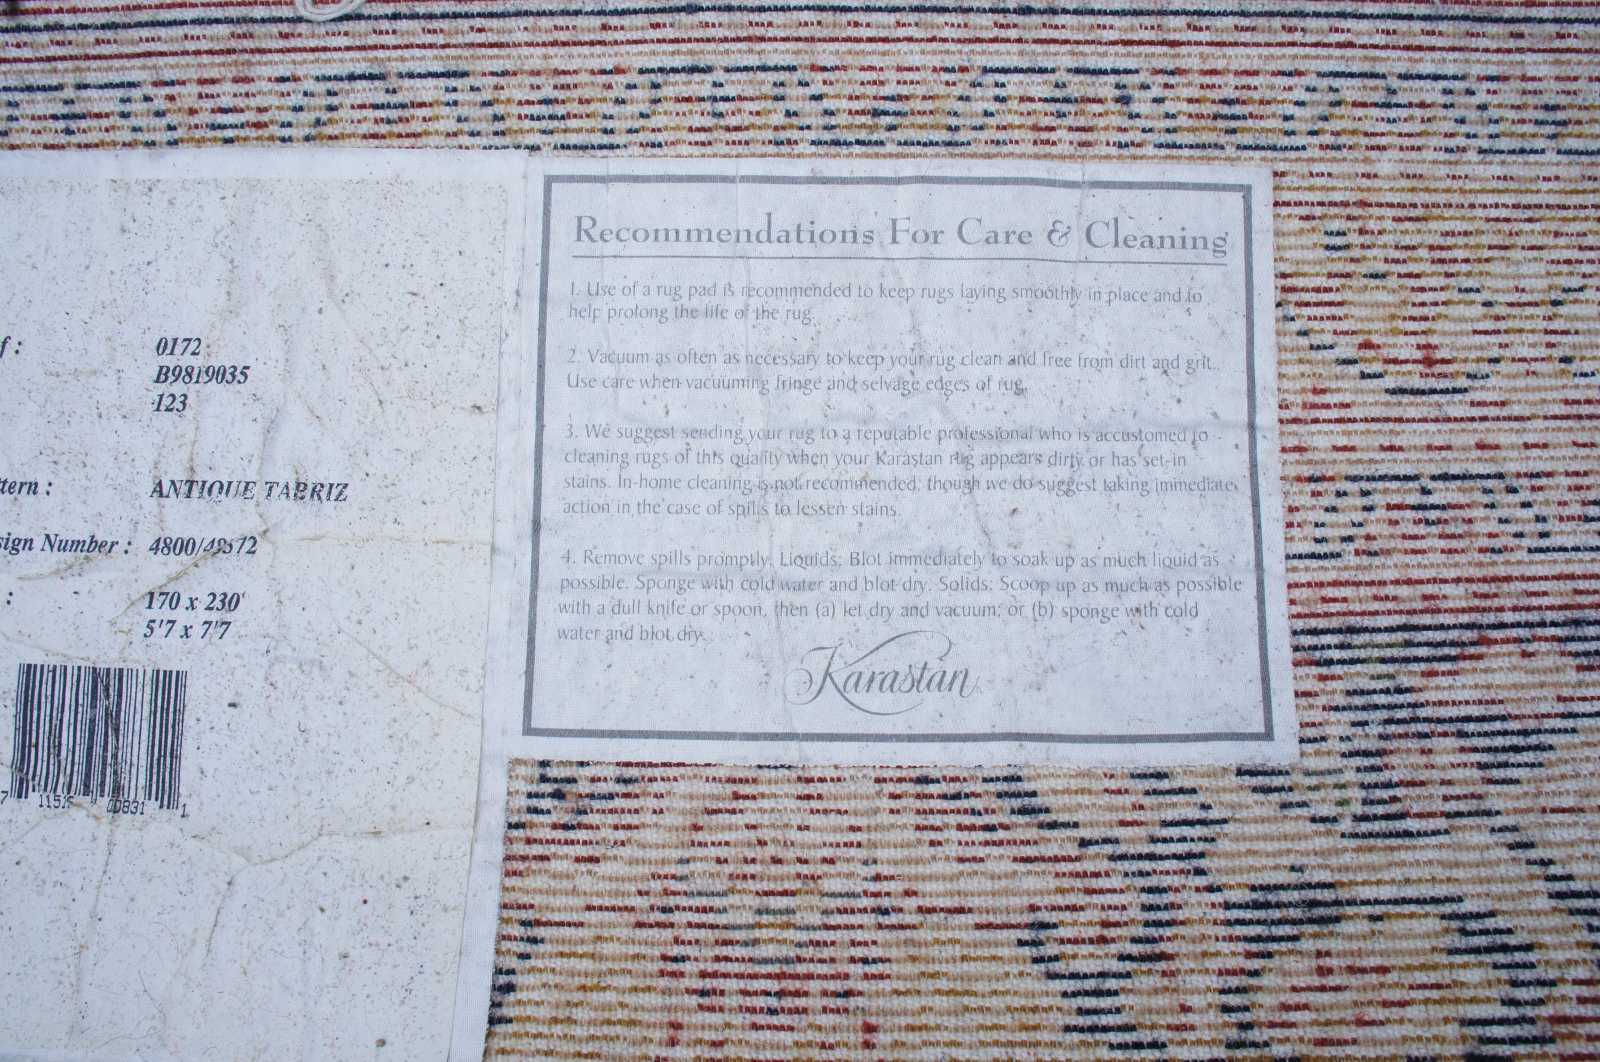 f :
0172
B9819035
123
tern :
ANTIQUE TABRIZ
sign Number :
4800/
:
170 x 230
5'7 x 7'7
7
1
Recommendations For Care & Cleaning
1. Use of a rug pad is recommended to keep rugs laying smoothly in place and to
help prolong the life of the rug.
2. Vacuum as often as necessary to keep your rug clean and free from dirt and grit.
Use care when vacuuming fringe and selvage edges of rug.
3. We suggest sending your rug to a reputable professional who is accustomed to
cleaning rugs of this quality when your Karastan rug appears dirty or has set-in
stains. In-home cleaning is not recommended, though we do suggest taking immediate
action in the case of spills to lessen stains.
4. Remove spills promptly. Liquids: Blot immediately to soak up as much liquid as
possible. Sponge with cold water and blot dry. Solids: Scoop up as much as possible
with a dull knife or spoon, then (a) let dry and vacuum; or (b) sponge with cold
water and blot dry.
Karastan